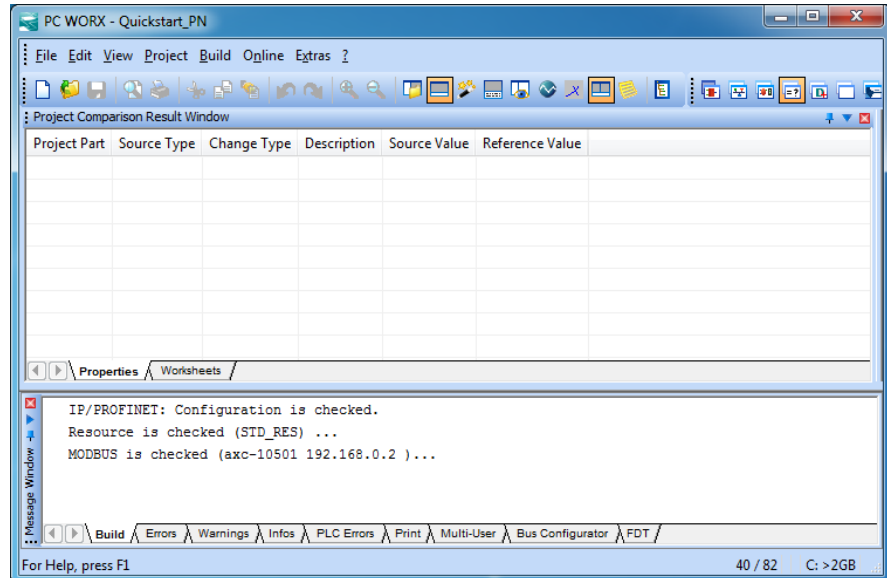 PC WORX - Quickstart_PN
File Edit View Project Build Online Extras ?
Project Comparison Result Window
Project Part Source Type Change Type Description Source Value Reference Value
Properties Worksheets
IP/PROFINET: Configuration is checked.
Resource is checked (STD_RES) ...
MODBUS is checked (axc-10501 192.168.0.2 )...
Message Window
Build Errors Warnings Infos PLC Errors Print Multi-User Bus Configurator FDT
For Help, press F1 40 / 82 C: >2GB